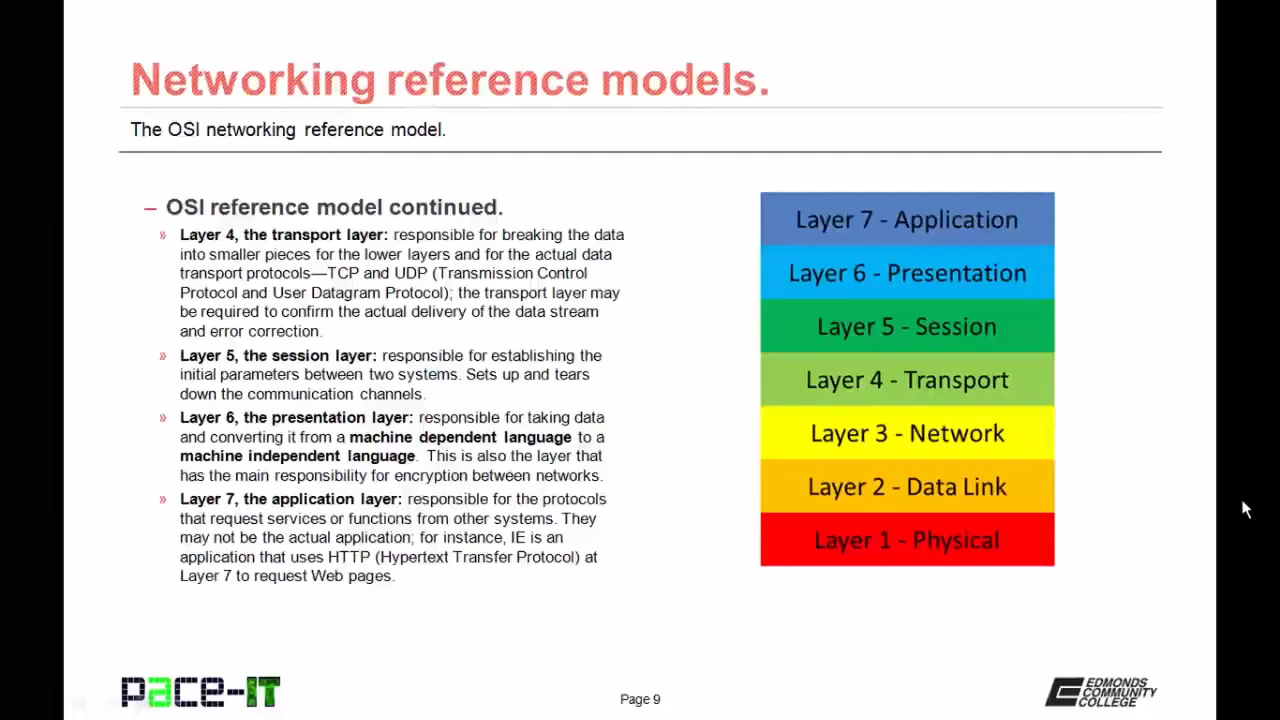 Networking reference models.
The OSI networking reference model.
– OSI reference model continued.
» Layer 4, the transport layer: responsible for breaking the data
into smaller pieces for the lower layers and for the actual data
transport protocols—TCP and UDP (Transmission Control
Protocol and User Datagram Protocol); the transport layer may
be required to confirm the actual delivery of the data stream
and error correction.
» Layer 5, the session layer: responsible for establishing the
initial parameters between two systems. Sets up and tears
down the communication channels.
» Layer 6, the presentation layer: responsible for taking data
and converting it from a machine dependent language to a
machine independent language. This is also the layer that
has the main responsibility for encryption between networks.
» Layer 7, the application layer: responsible for the protocols
that request services or functions from other systems. They
may not be the actual application; for instance, IE is an
application that uses HTTP (Hypertext Transfer Protocol) at
Layer 7 to request Web pages.
Layer 7 - Application
Layer 6 - Presentation
Layer 5 - Session
Layer 4 - Transport
Layer 3 - Network
Layer 2 - Data Link
Layer 1 - Physical
pace-IT
Page 9
EDMONDS
COMMUNITY
COLLEGE